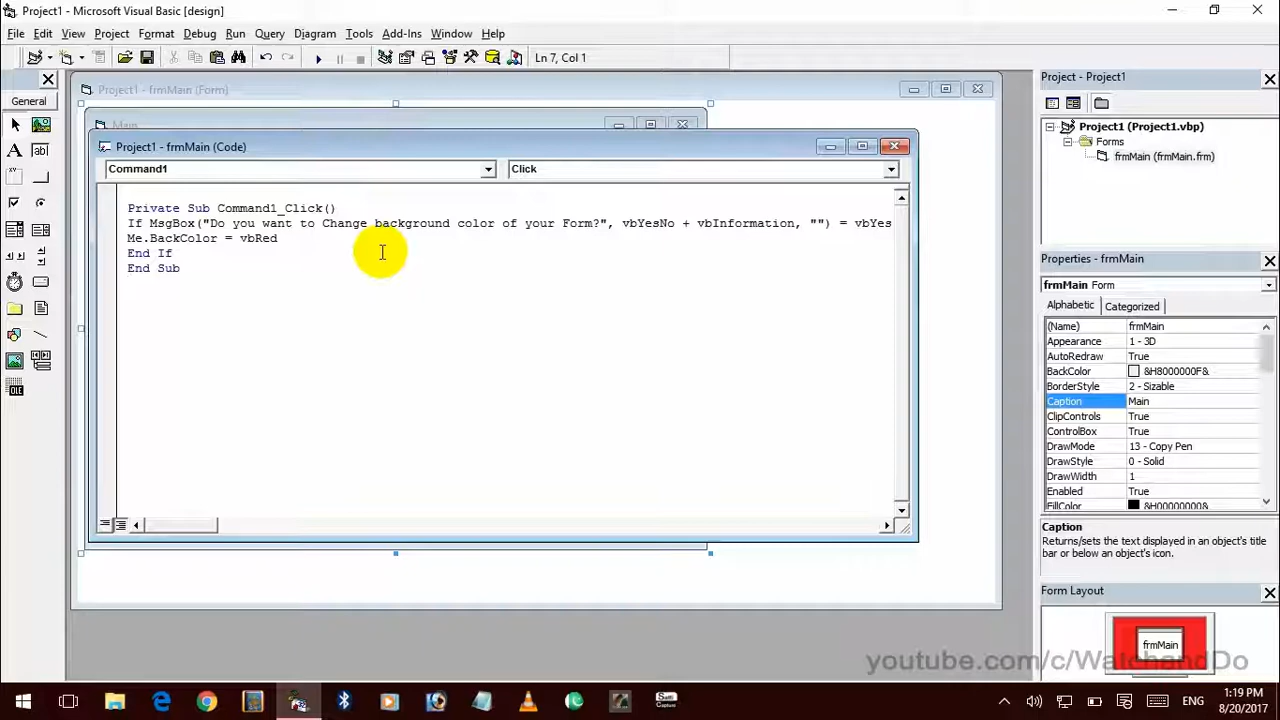 Project1 - Microsoft Visual Basic [design]
File Edit View Project Format Debug Run Query Diagram Tools Add-Ins Window Help
Ln 7, Col 1
General
Project1 - frmMain (Form)
Main
Project1 - frmMain (Code)
Command1
Click
Private Sub Command1_Click()
If MsgBox("Do you want to Change background color of your Form?", vbYesNo + vbInformation, "") = vbYes
Me.BackColor = vbRed
End If
End Sub
Project - Project1
Project1 (Project1.vbp)
Forms
frmMain (frmMain.frm)
Properties - frmMain
frmMain Form
Alphabetic Categorized
(Name) frmMain
Appearance 1 - 3D
AutoRedraw True
BackColor &H8000000F&
BorderStyle 2 - Sizable
Caption Main
ClipControls True
ControlBox True
DrawMode 13 - Copy Pen
DrawStyle 0 - Solid
DrawWidth 1
Enabled True
FillColor &H00000000&
Caption
Returns/sets the text displayed in an object's title
bar or below an object's icon.
Form Layout
frmMain
youtube.com/c/WatchandDo
ENG
1:19 PM
8/20/2017